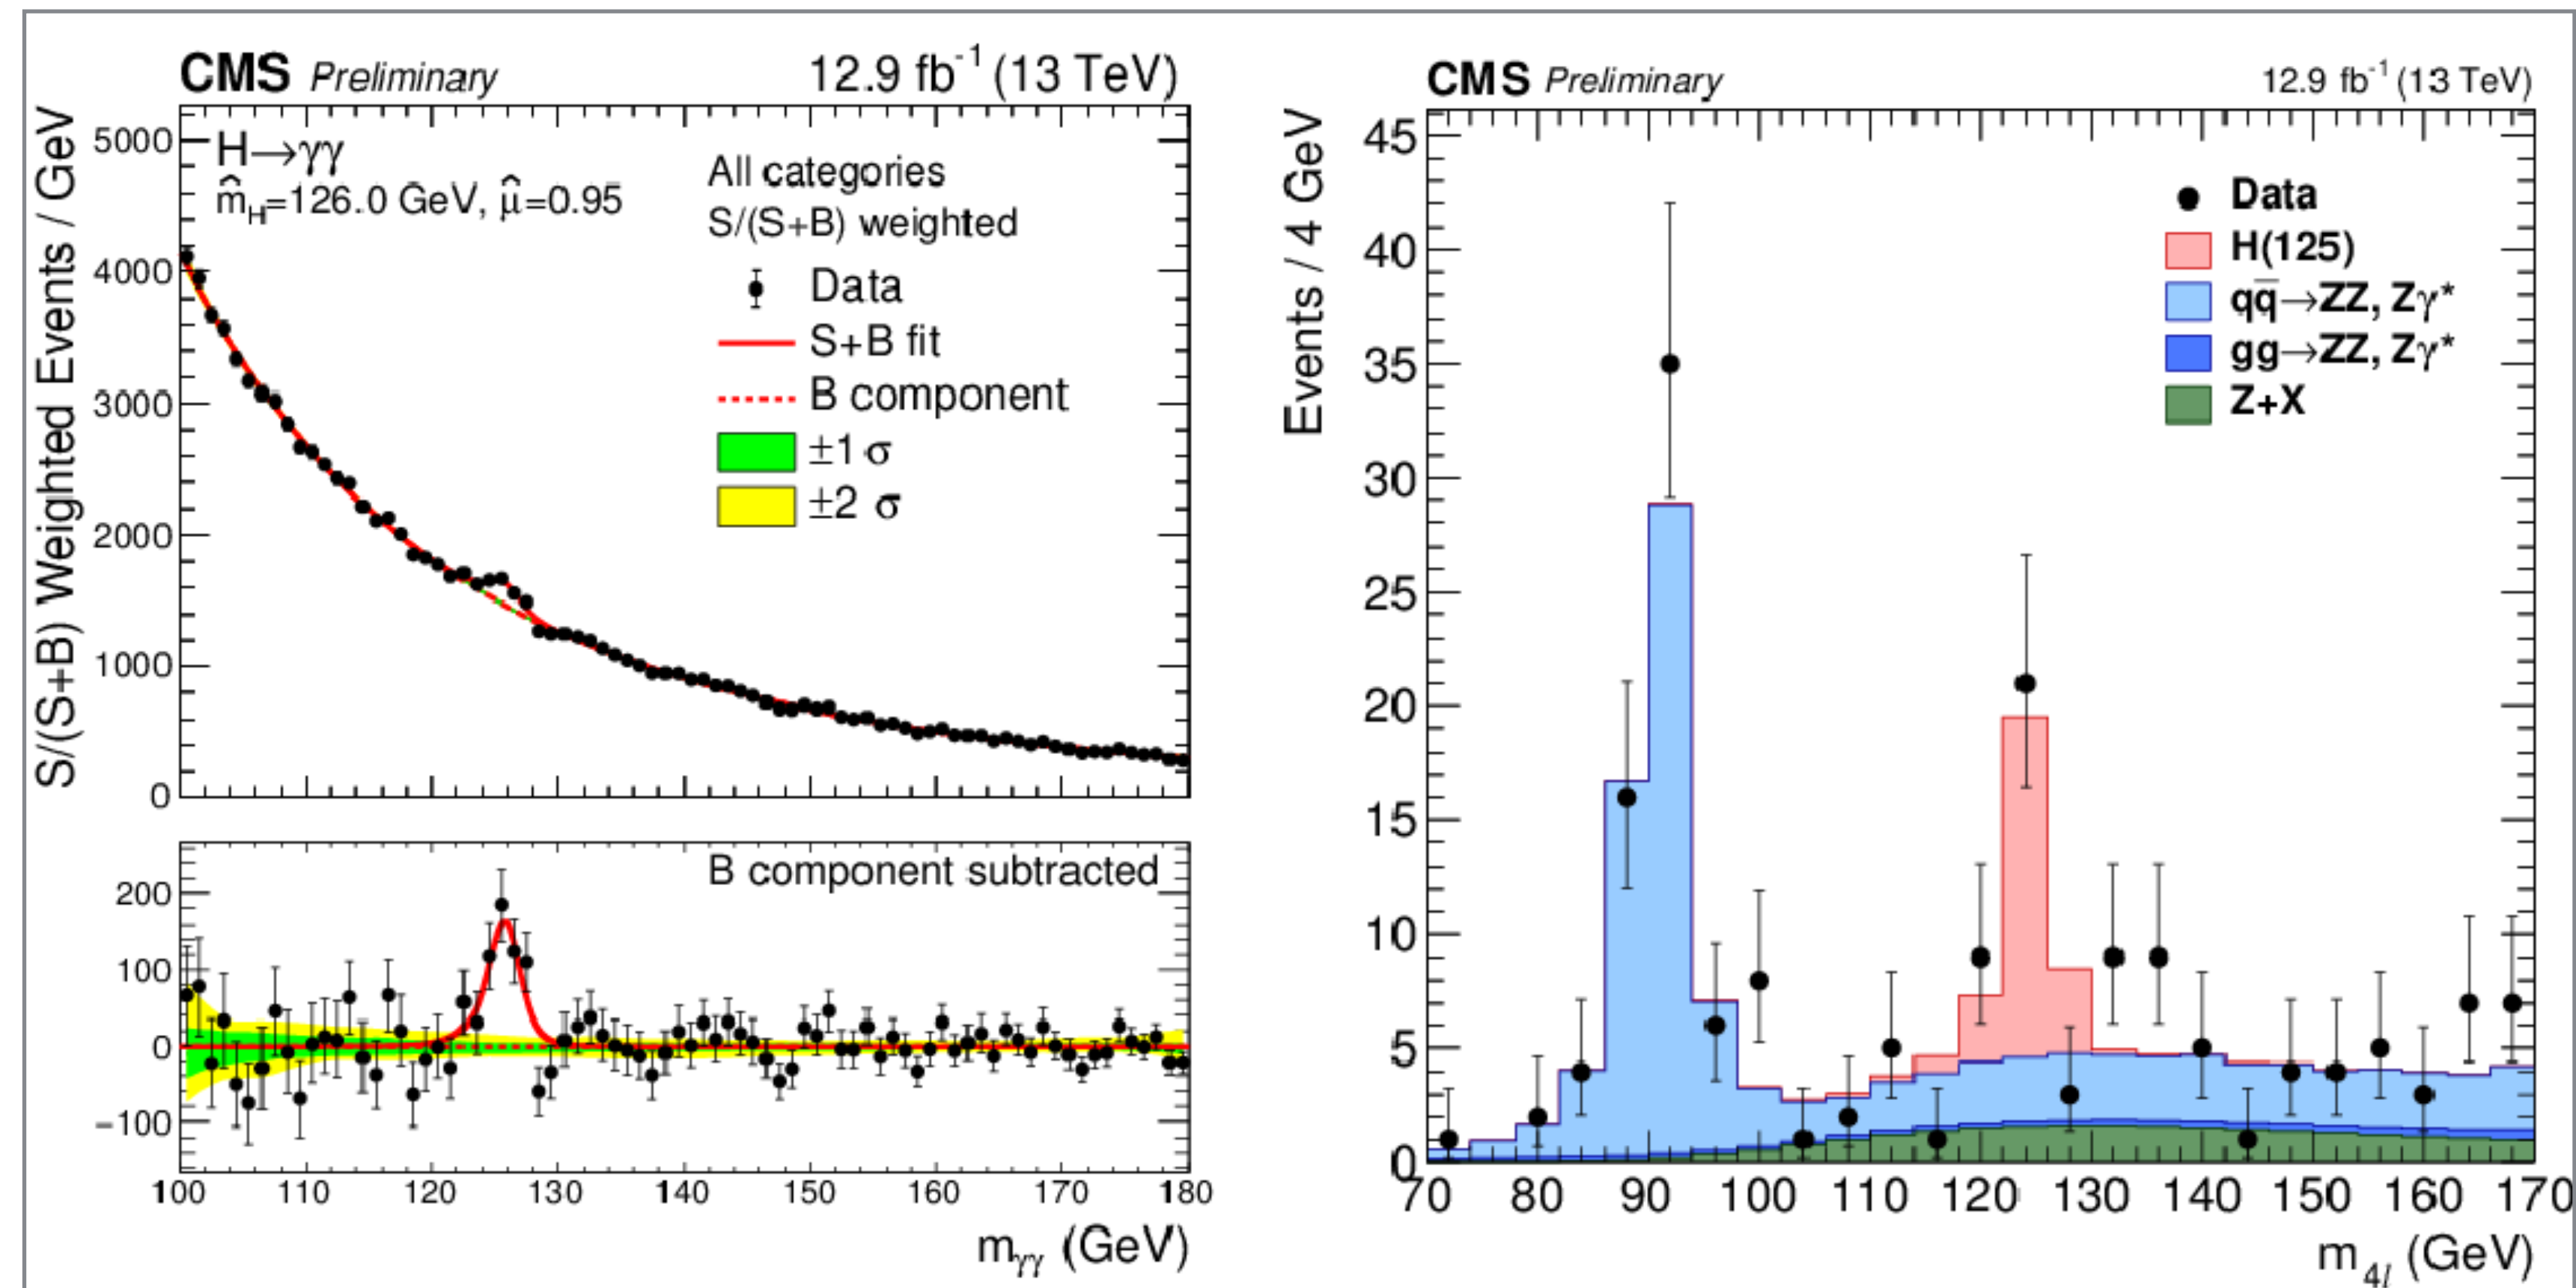 CMS Preliminary 12.9 fb⁻¹ (13 TeV)
S/(S+B) Weighted Events / GeV
5000
4000
3000
2000
1000
0
H→γγ
m̂_H=126.0 GeV, μ̂=0.95
All categories
S/(S+B) weighted
Data
S+B fit
B component
±1 σ
±2 σ
B component subtracted
200
100
0
−100
100 110 120 130 140 150 160 170 180
m_γγ (GeV)
CMS Preliminary 12.9 fb⁻¹ (13 TeV)
Events / 4 GeV
45
40
35
30
25
20
15
10
5
0
Data
H(125)
qq̄→ZZ, Zγ*
gg→ZZ, Zγ*
Z+X
70 80 90 100 110 120 130 140 150 160 170
m_4l (GeV)